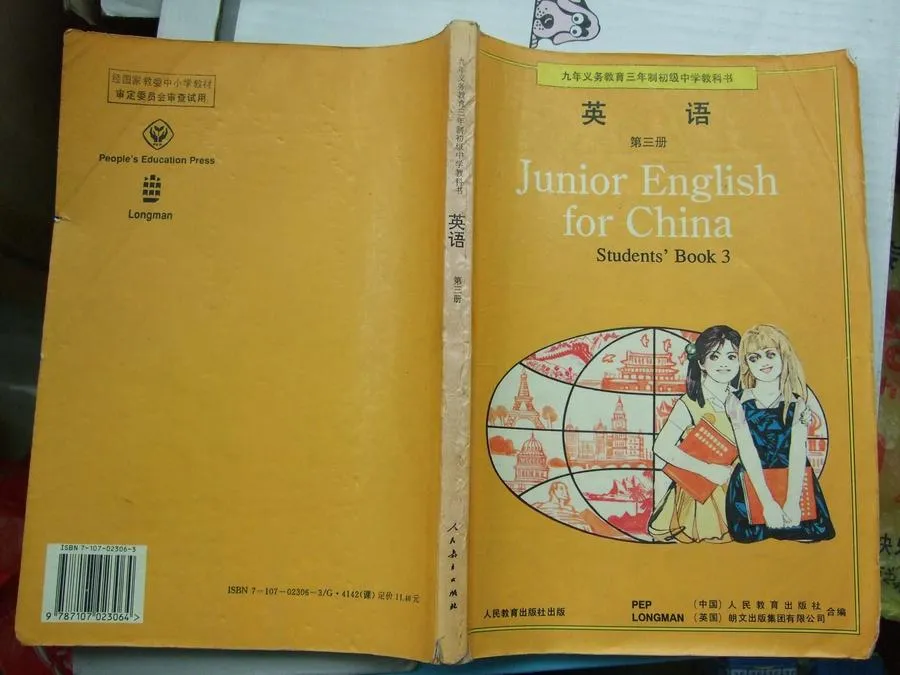 经国家教委中小学教材
审定委员会审查试用
PEP
People's Education Press
Longman
ISBN 7-107-02306-3
9 787107 023064 >
ISBN 7—107—02306—3/G·4142(课) 定价 11.40 元
九年义务教育三年制初级中学教科书
英语
第三册
人民教育出版社
九年义务教育三年制初级中学教科书
英 语
第三册
Junior English
for China
Students' Book 3
人民教育出版社出版
PEP (中国) 人民教育出版社
LONGMAN (英国) 朗文出版集团有限公司
合编